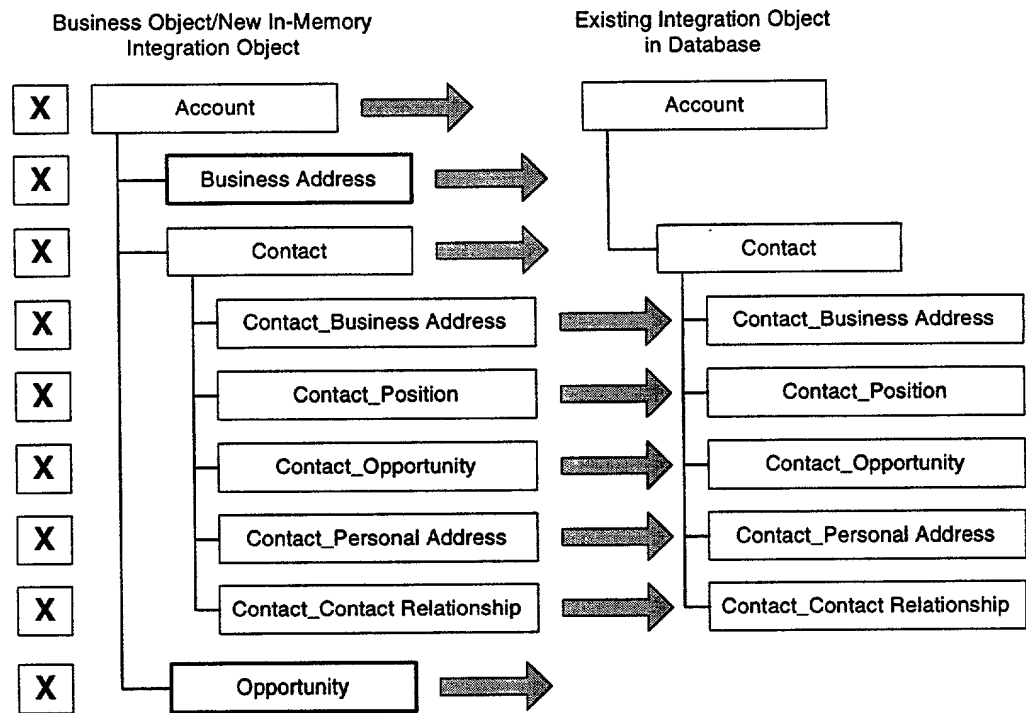 Business Object/New In-Memory
Integration Object
Existing Integration Object
in Database
X
Account
Account
X
Business Address
X
Contact
Contact
X
Contact_Business Address
Contact_Business Address
X
Contact_Position
Contact_Position
X
Contact_Opportunity
Contact_Opportunity
X
Contact_Personal Address
Contact_Personal Address
X
Contact_Contact Relationship
Contact_Contact Relationship
X
Opportunity